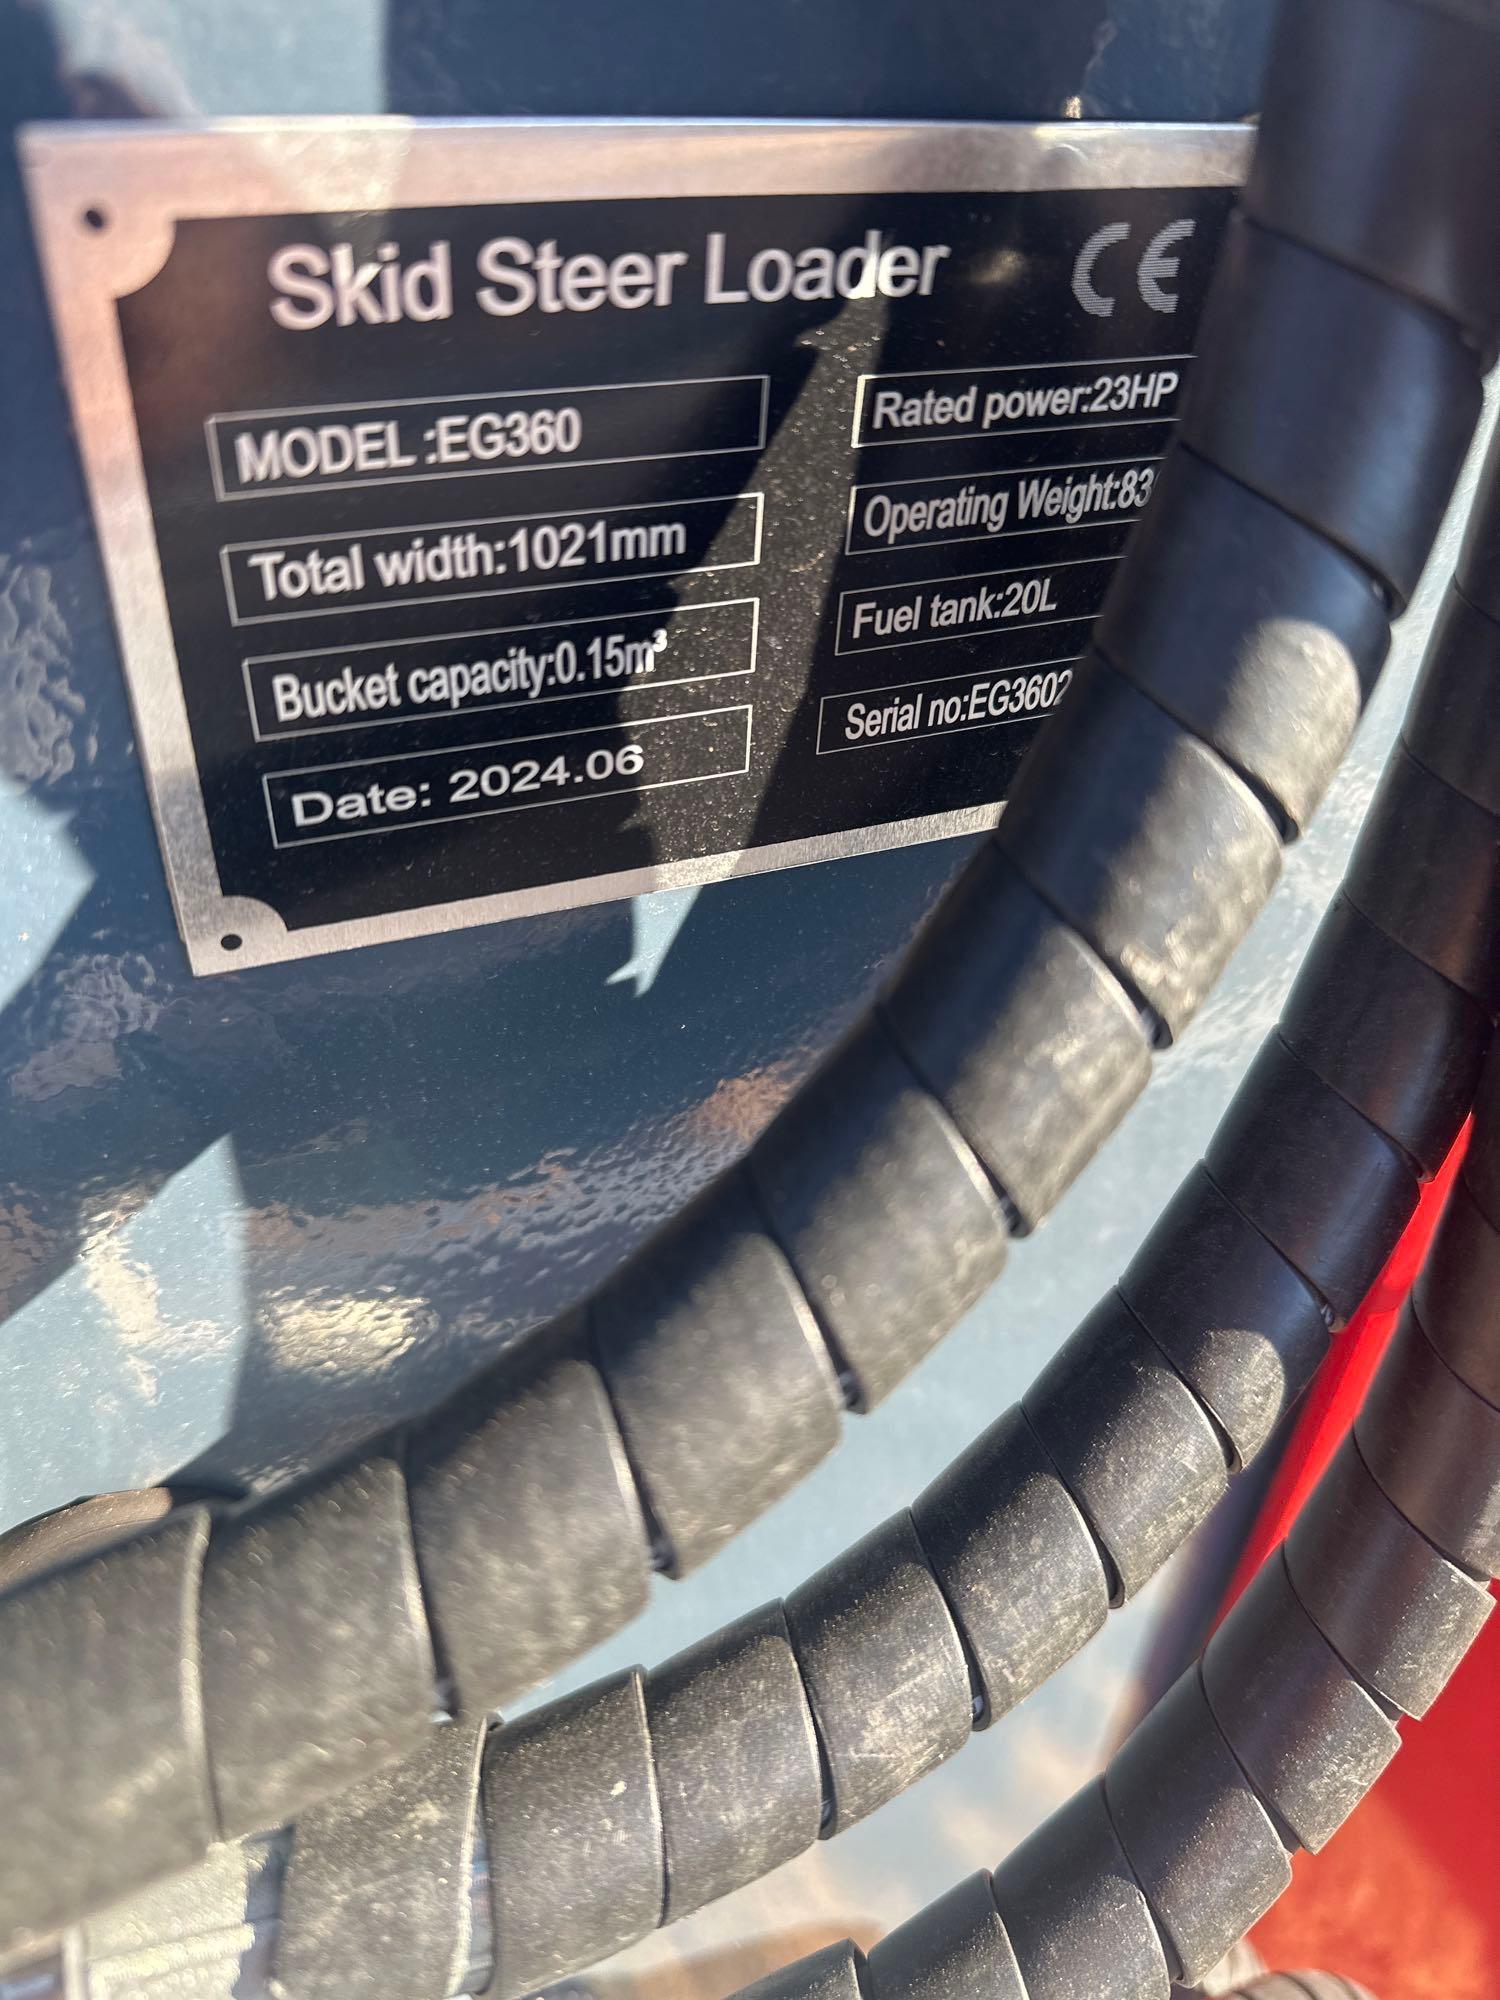 Skid Steer Loader CE
MODEL :EG360
Rated power:23HP
Total width:1021mm
Operating Weight:83
Bucket capacity:0.15m³
Fuel tank:20L
Date: 2024.06
Serial no:EG3602